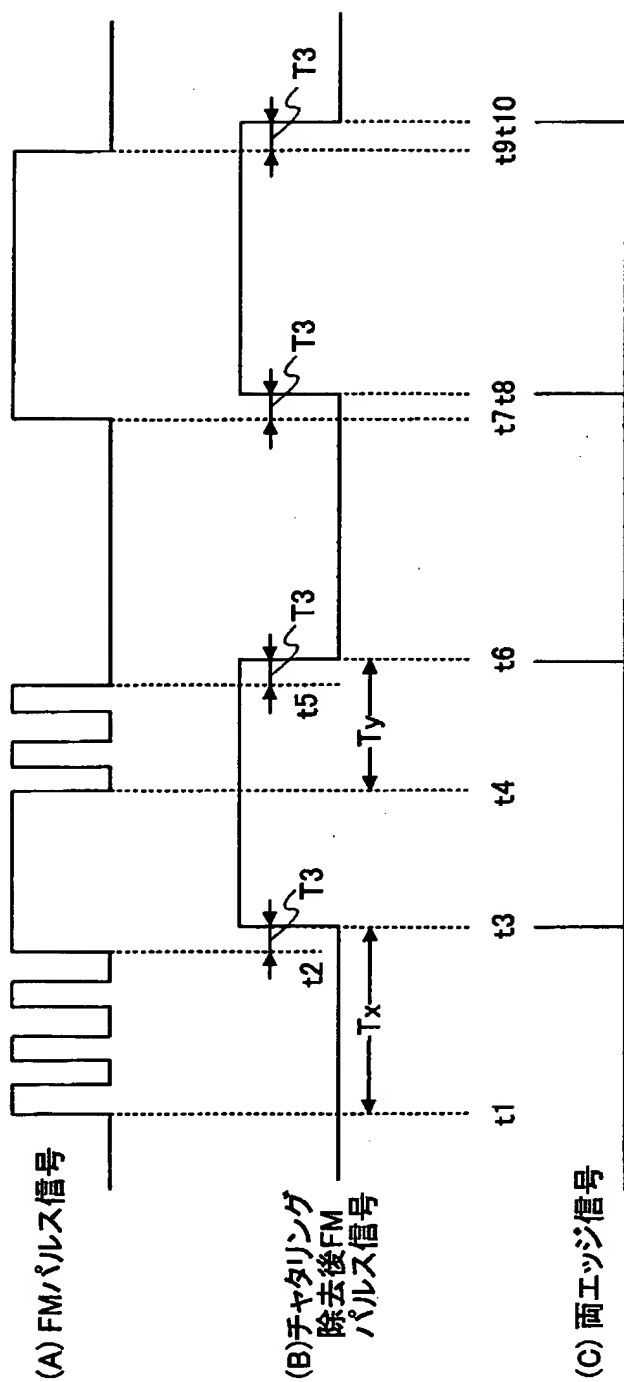 (A) FMパルス信号
(B)チャタリング
除去後FM
パルス信号
T3
T3
T3
T3
t2
t5
Tx
Ty
t1
t3
t4
t6
t7t8
t9t10
(C) 両エッジ信号